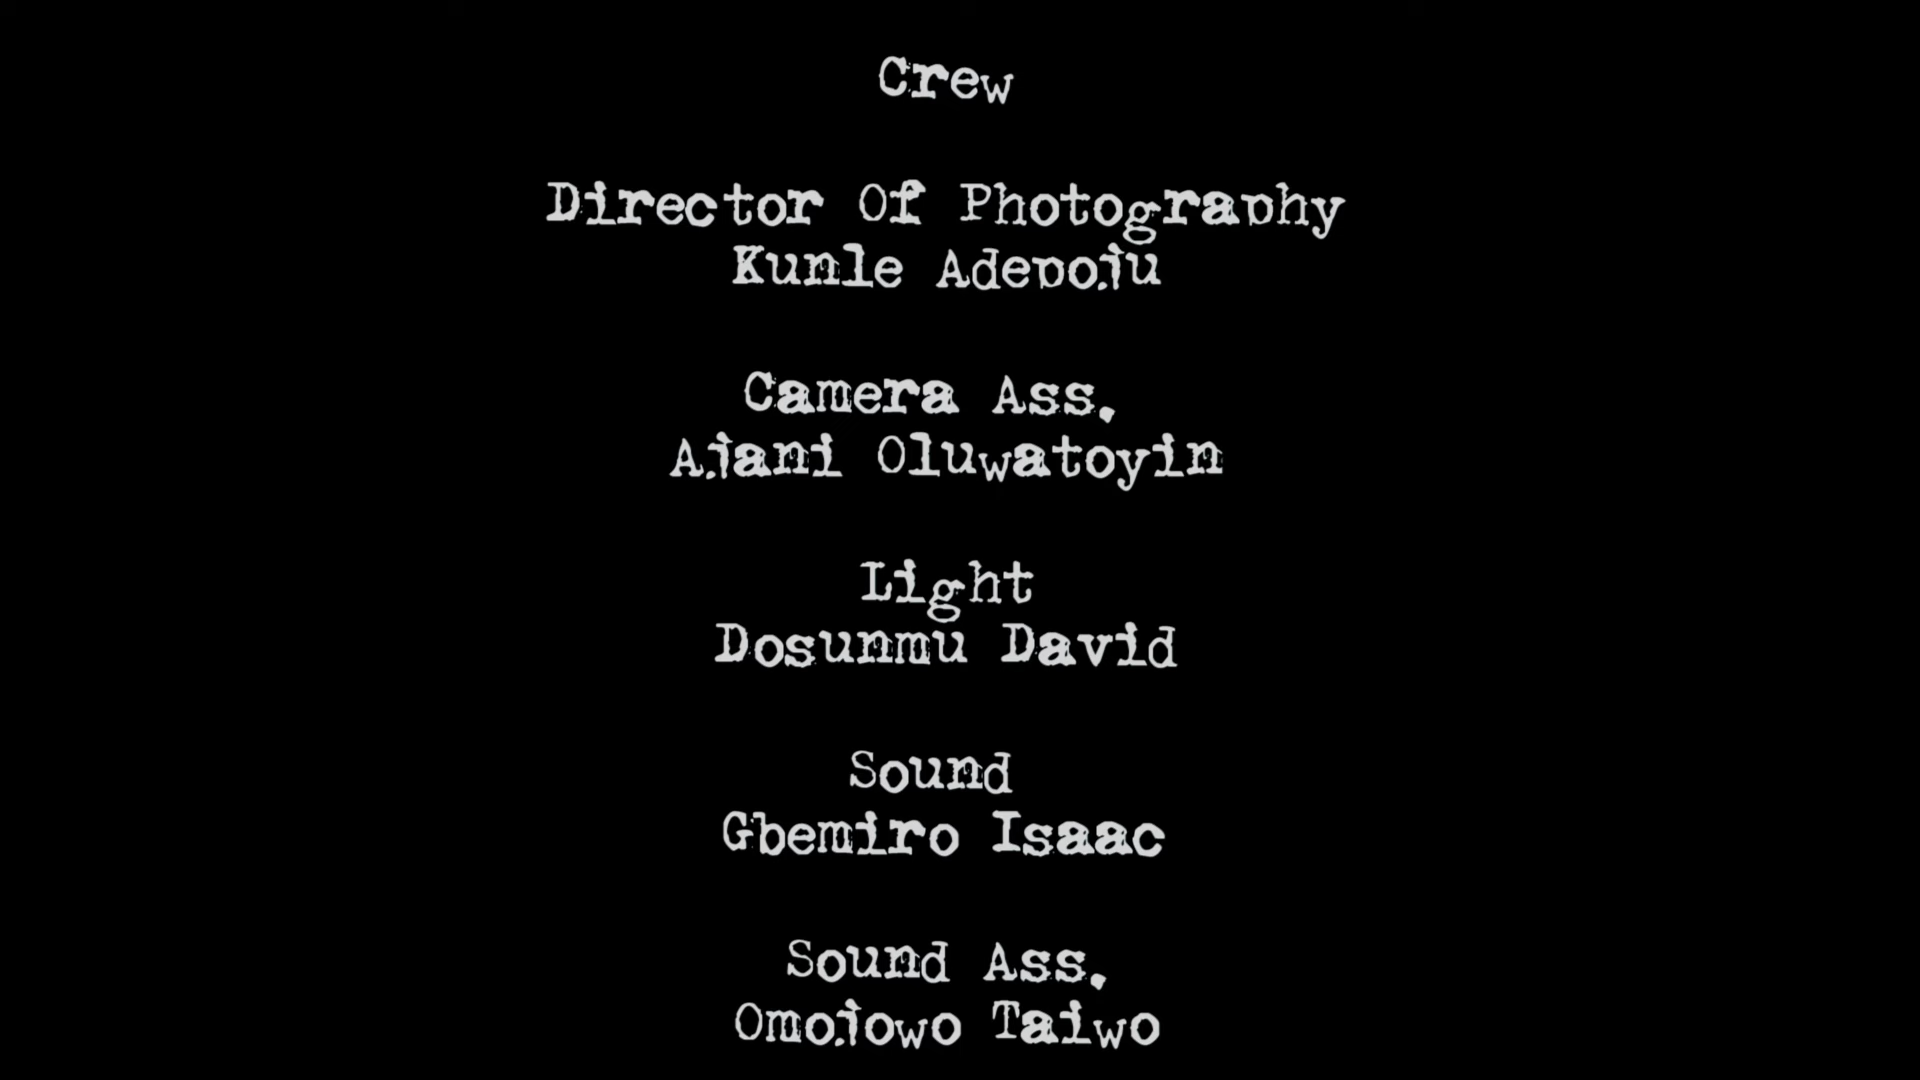 Crew
Director Of Photography
Kunle Adepoju
Camera Ass.
Ajani Oluwatoyin
Light
Dosunmu David
Sound
Gbemiro Isaac
Sound Ass.
Omojowo Taiwo